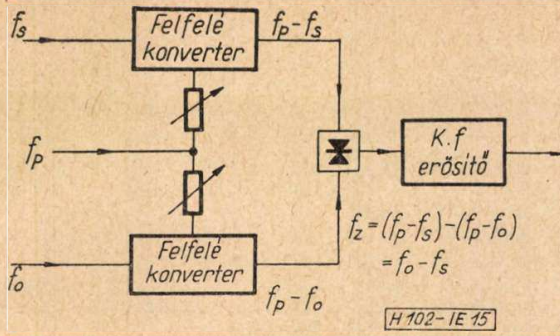 fₛ
Felfelé
konverter
fₚ-fₛ
fₚ
K.f
erősítő
f_z=(fₚ-fₛ)-(fₚ-fₒ)
=fₒ-fₛ
Felfelé
konverter
fₒ
fₚ-fₒ
H 102-IE 15